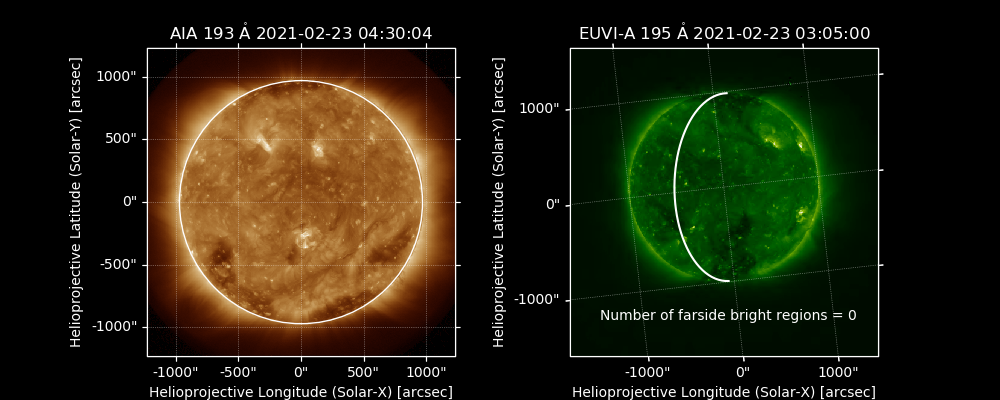 AIA 193 Å 2021-02-23 04:30:04
Helioprojective Latitude (Solar-Y) [arcsec]
1000"
500"
0"
-500"
-1000"
-1000" -500" 0" 500" 1000"
Helioprojective Longitude (Solar-X) [arcsec]
EUVI-A 195 Å 2021-02-23 03:05:00
Helioprojective Latitude (Solar-Y) [arcsec]
1000"
0"
-1000"
Number of farside bright regions = 0
-1000" 0" 1000"
Helioprojective Longitude (Solar-X) [arcsec]